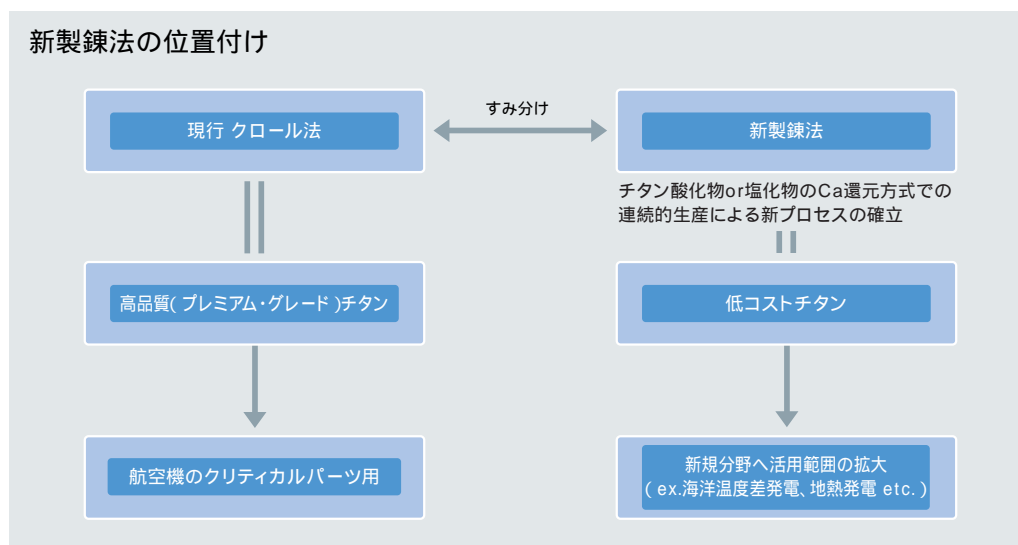 新製錬法の位置付け
すみ分け
現行 クロール法
新製錬法
チタン酸化物or塩化物のCa還元方式での
連続的生産による新プロセスの確立
高品質(プレミアム・グレード)チタン
低コストチタン
航空機のクリティカルパーツ用
新規分野へ活用範囲の拡大
(ex.海洋温度差発電、地熱発電 etc.)